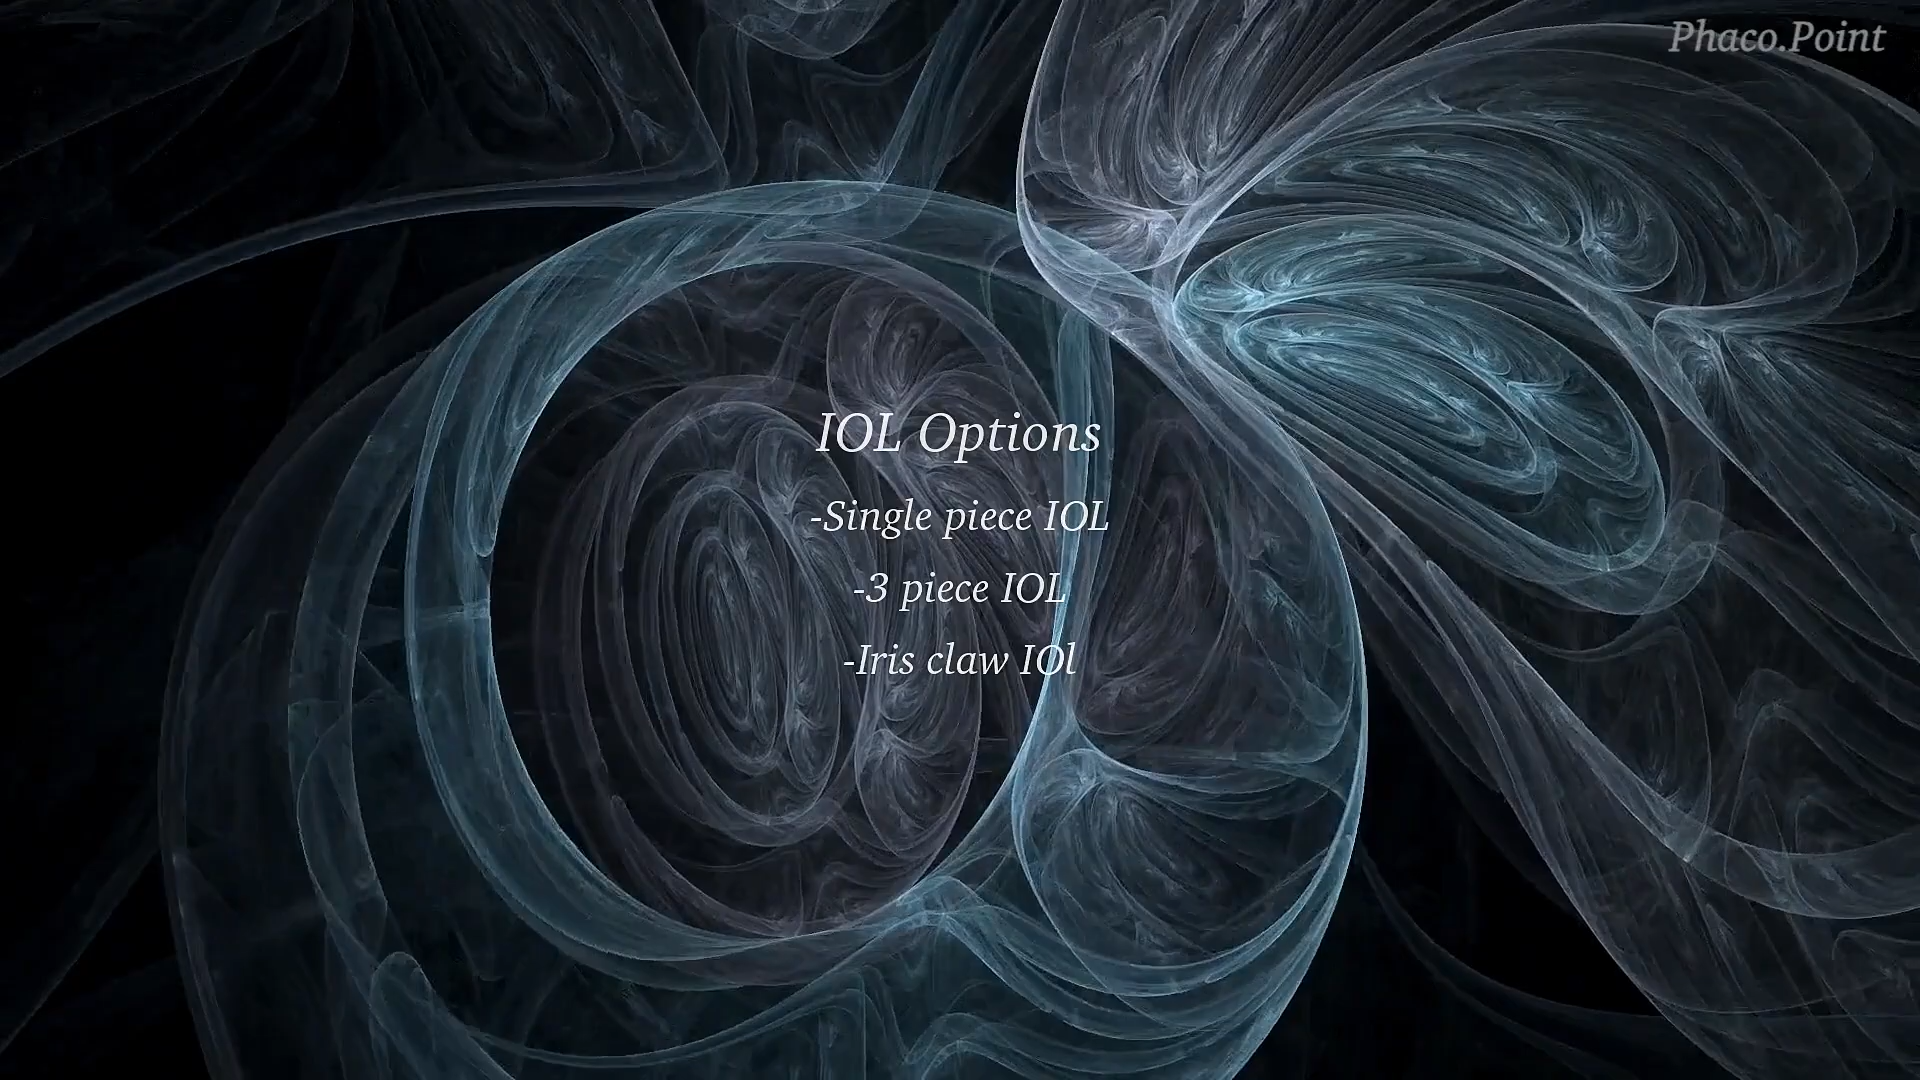 Phaco.Point
IOL Options
-Single piece IOL
-3 piece IOL
-Iris claw IOl